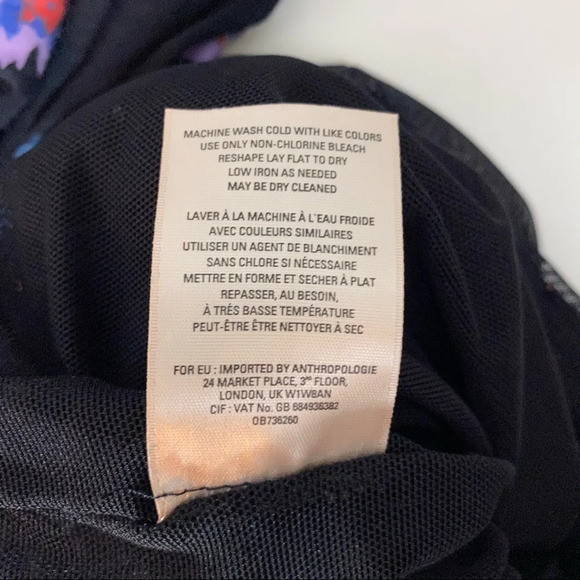 MACHINE WASH COLD WITH LIKE COLORS
USE ONLY NON-CHLORINE BLEACH
RESHAPE LAY FLAT TO DRY
LOW IRON AS NEEDED
MAY BE DRY CLEANED
LAVER À LA MACHINE À L'EAU FROIDE
AVEC COULEURS SIMILAIRES
UTILISER UN AGENT DE BLANCHIMENT
SANS CHLORE SI NÉCESSAIRE
METTRE EN FORME ET SECHER À PLAT
REPASSER, AU BESOIN,
À TRÉS BASSE TEMPÉRATURE
PEUT-ÊTRE ÊTRE NETTOYER À SEC
FOR EU : IMPORTED BY ANTHROPOLOGIE
24 MARKET PLACE, 3RD FLOOR,
LONDON, UK W1W8AN
CIF : VAT No. GB 684936382
OB736260